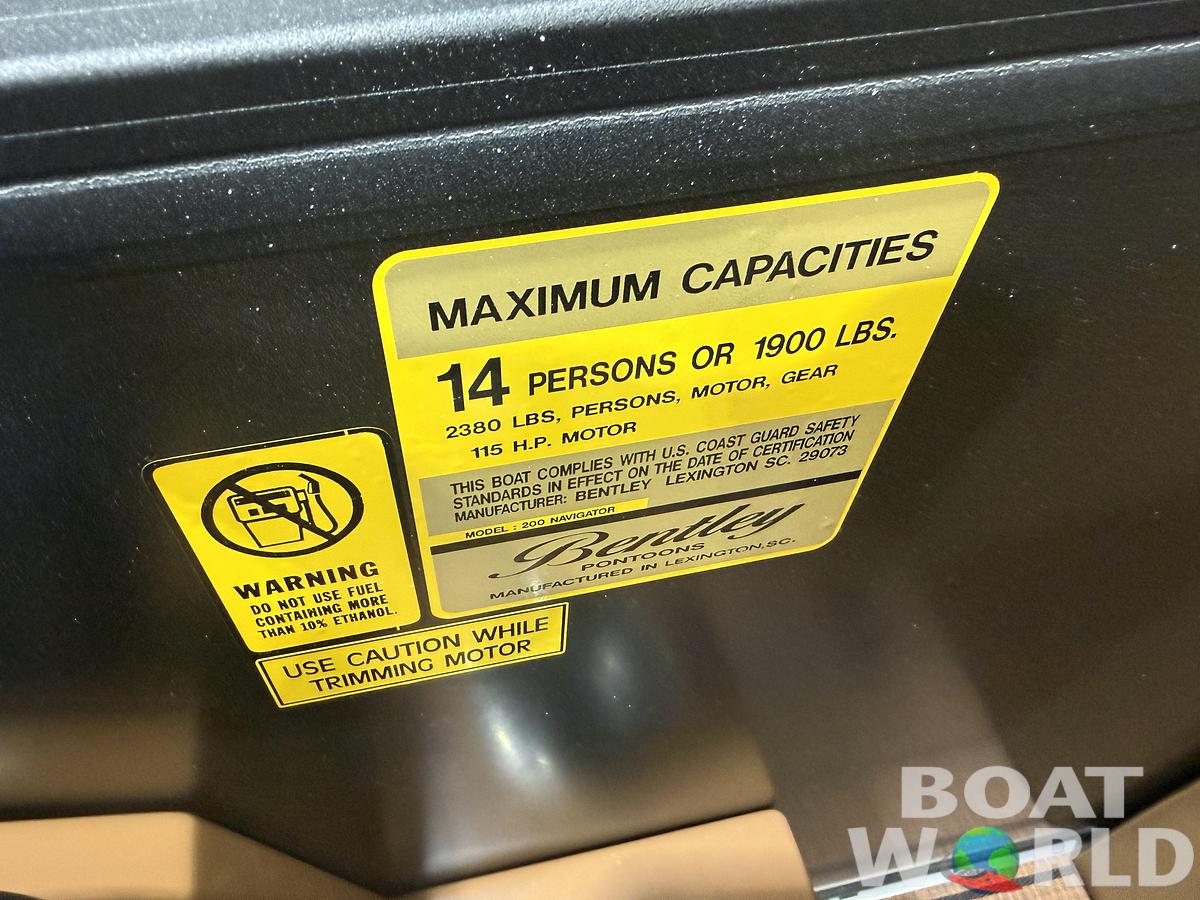 MAXIMUM CAPACITIES
14 PERSONS OR 1900 LBS.
2380 LBS, PERSONS, MOTOR, GEAR
115 H.P. MOTOR
THIS BOAT COMPLIES WITH U.S. COAST GUARD SAFETY
STANDARDS IN EFFECT ON THE DATE OF CERTIFICATION
MANUFACTURER: BENTLEY LEXINGTON SC. 29073
MODEL : 200 NAVIGATOR
Bentley
PONTOONS
MANUFACTURED IN LEXINGTON,SC.
WARNING
DO NOT USE FUEL
CONTAINING MORE
THAN 10% ETHANOL.
USE CAUTION WHILE
TRIMMING MOTOR
BOAT
WORLD